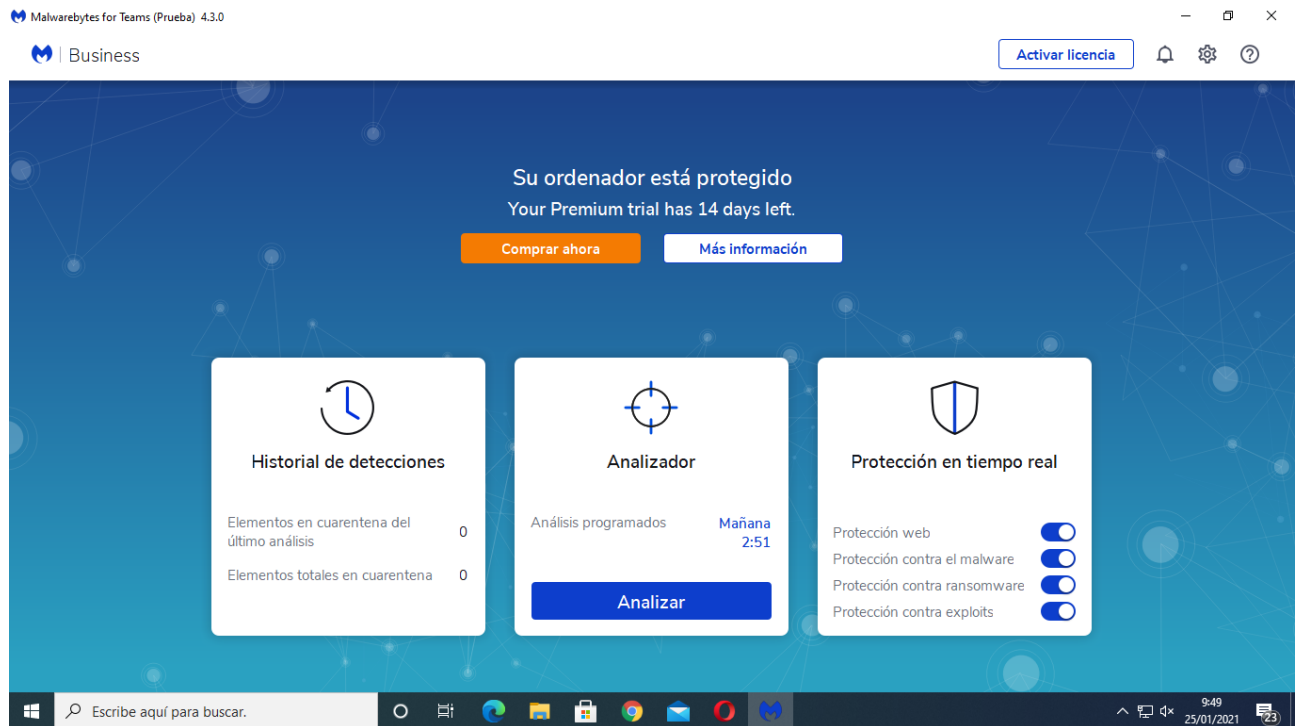 Malwarebytes for Teams (Prueba) 4.3.0
Business
Activar licencia
Su ordenador está protegido
Your Premium trial has 14 days left.
Comprar ahora
Más información
Historial de detecciones
Elementos en cuarentena del
último análisis
0
Elementos totales en cuarentena
0
Analizador
Análisis programados
Mañana
2:51
Analizar
Protección en tiempo real
Protección web
Protección contra el malware
Protección contra ransomware
Protección contra exploits
Escribe aquí para buscar.
9:49
25/01/2021
23